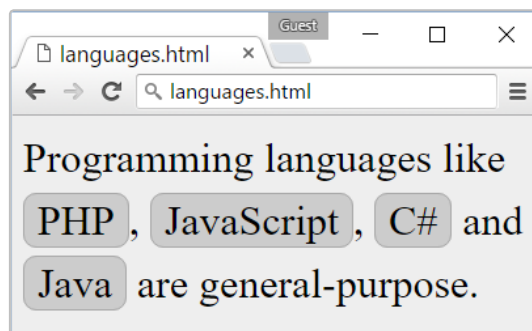 Guest
languages.html
languages.html
Programming languages like
PHP, JavaScript, C# and
Java are general-purpose.